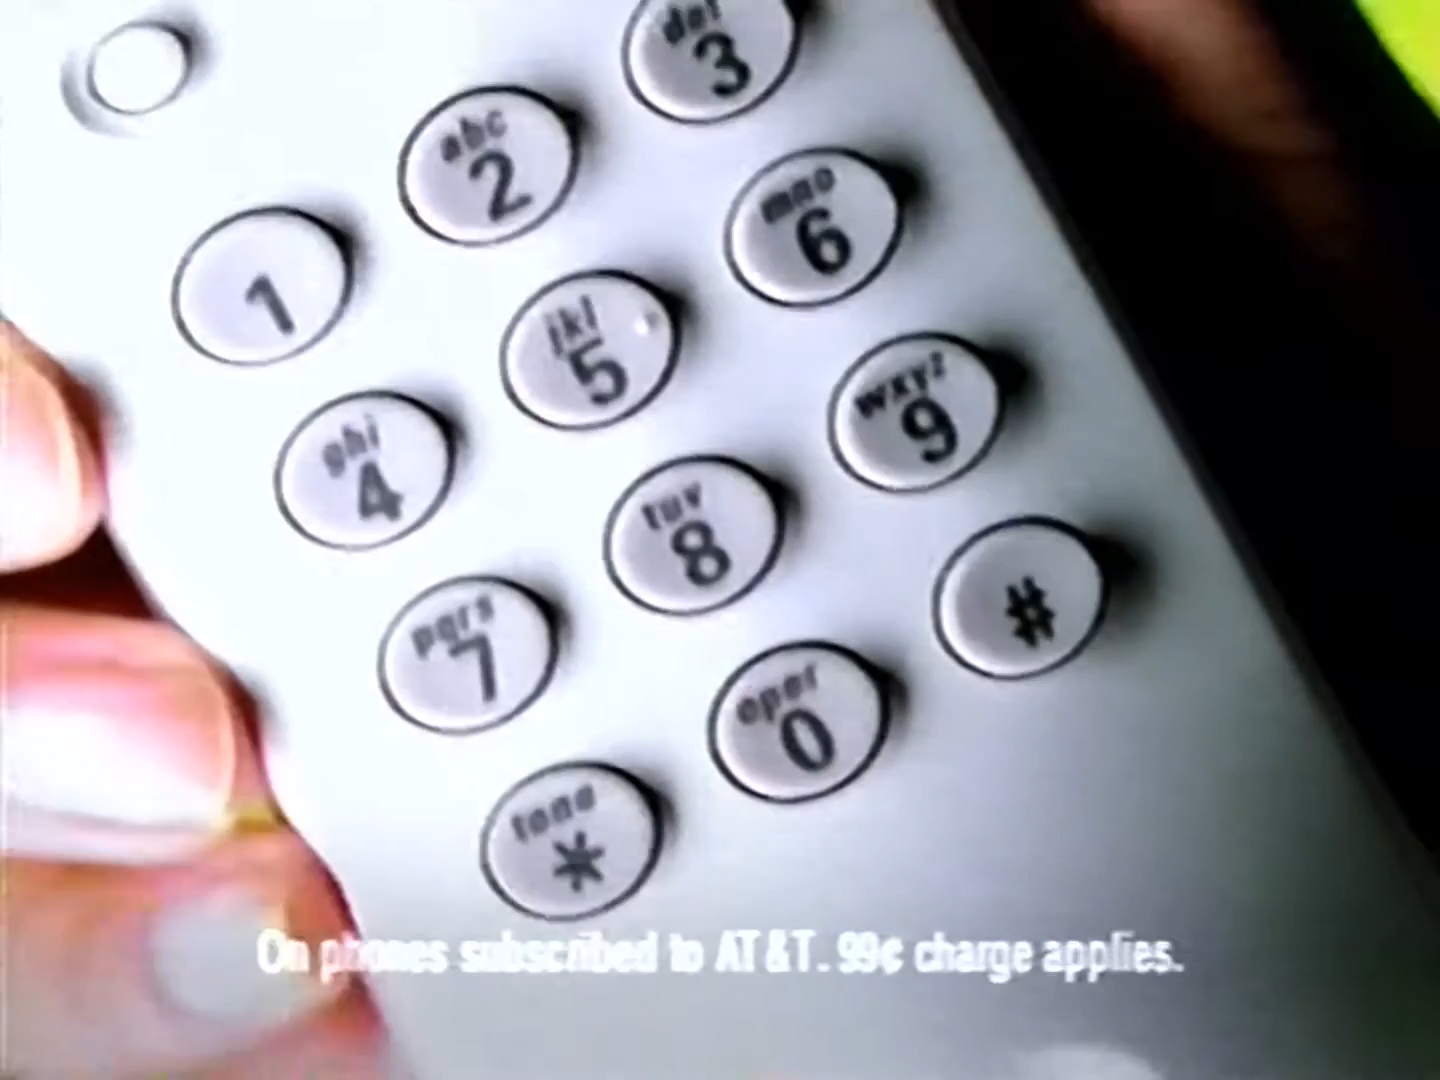 def
3
abc
2
1
mno
6
jkl
5
ghi
4
wxyz
9
tuv
8
pqrs
7
#
oper
0
tone
*
On phones subscribed to AT&T. 99¢ charge applies.